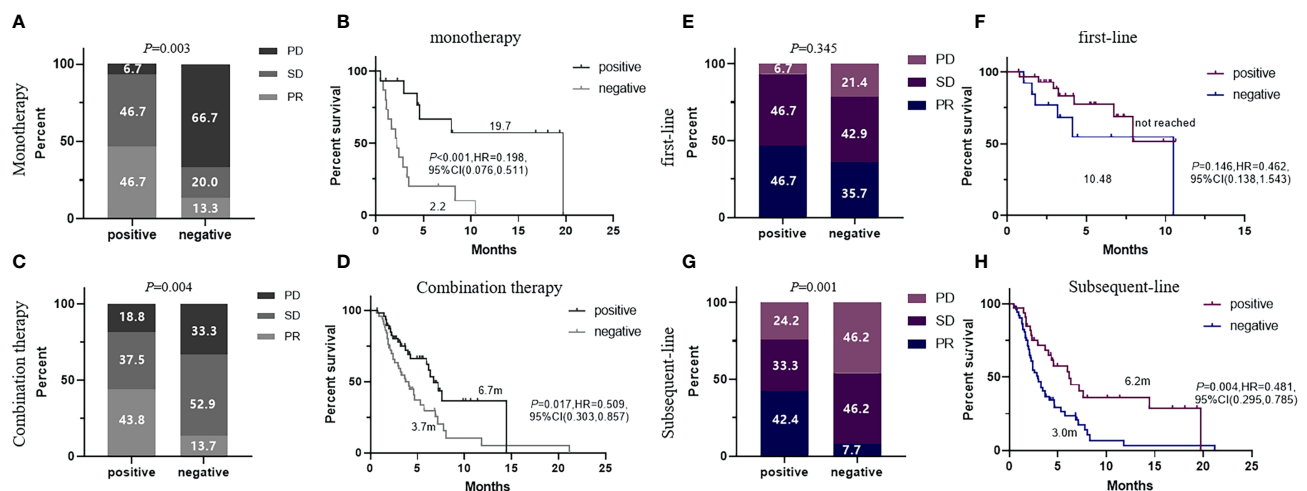 A
Monotherapy
Percent
P=0.003
100
50
0
6.7
46.7
46.7
66.7
20.0
13.3
positive
negative
PD
SD
PR
B
monotherapy
Percent survival
100
50
0
positive
negative
19.7
P<0.001,HR=0.198,
95%CI(0.076,0.511)
2.2
0
5
10
15
20
25
Months
E
first-line
Percent
P=0.345
100
50
0
6.7
46.7
46.7
21.4
42.9
35.7
positive
negative
PD
SD
PR
F
first-line
Percent survival
100
50
0
positive
negative
not reached
P=0.146,HR=0.462,
95%CI(0.138,1.543)
10.48
0
5
10
15
Months
C
Combination therapy
Percent
P=0.004
100
50
0
18.8
37.5
43.8
33.3
52.9
13.7
positive
negative
PD
SD
PR
D
Combination therapy
Percent survival
100
50
0
positive
negative
6.7m
P=0.017,HR=0.509,
95%CI(0.303,0.857)
3.7m
0
5
10
15
20
25
Months
G
Subsequent-line
Percent
P=0.001
100
50
0
24.2
33.3
42.4
46.2
46.2
7.7
positive
negative
PD
SD
PR
H
Subsequent-line
Percent survival
100
50
0
positive
negative
6.2m
P=0.004,HR=0.481,
95%CI(0.295,0.785)
3.0m
0
5
10
15
20
25
Months